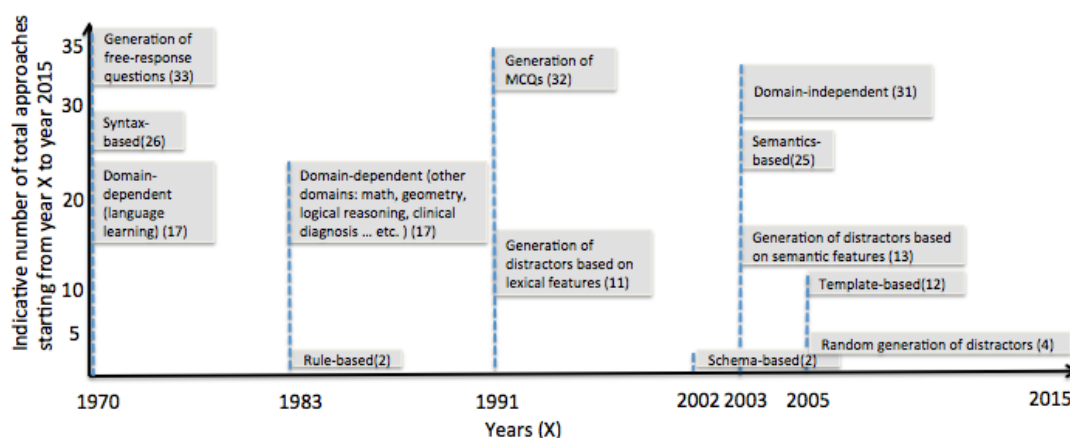 Indicative number of total approaches
starting from year X to year 2015
35
30
20
10
5
Generation of
free-response
questions (33)
Syntax-
based(26)
Domain-
dependent
(language
learning) (17)
Domain-dependent (other
domains: math, geometry,
logical reasoning, clinical
diagnosis ... etc. ) (17)
Rule-based(2)
Generation of
MCQs (32)
Generation of
distractors based on
lexical features (11)
Schema-based(2)
Domain-independent (31)
Semantics-
based(25)
Generation of distractors based
on semantic features (13)
Template-based(12)
Random generation of distractors (4)
1970
1983
1991
2002
2003
2005
2015
Years (X)